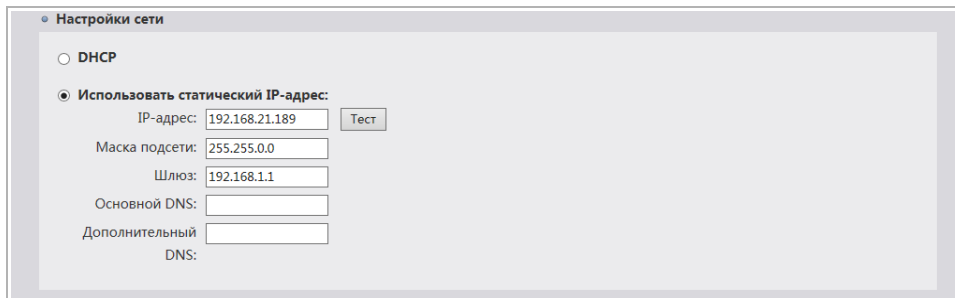 Настройки сети
DHCP
Использовать статический IP-адрес:
IP-адрес: 192.168.21.189 Тест
Маска подсети: 255.255.0.0
Шлюз: 192.168.1.1
Основной DNS:
Дополнительный
DNS: